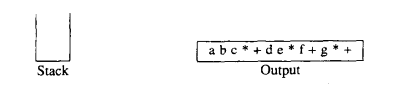 a b c * + d e * f + g * +
Stack
Output